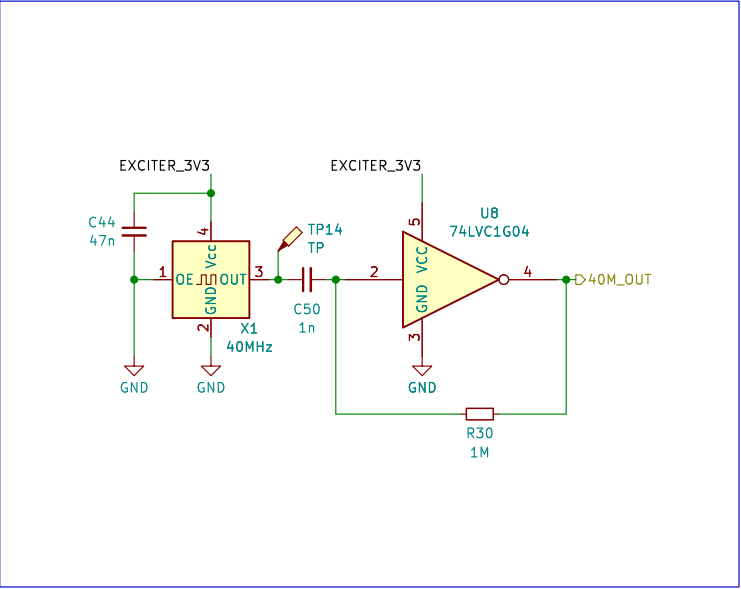 EXCITER_3V3
EXCITER_3V3
C44
47n
4
Vcc
1
OE
OUT
3
GND
2
X1
40MHz
GND
GND
TP14
TP
C50
1n
U8
74LVC1G04
5
VCC
2
4
GND
3
GND
40M_OUT
R30
1M